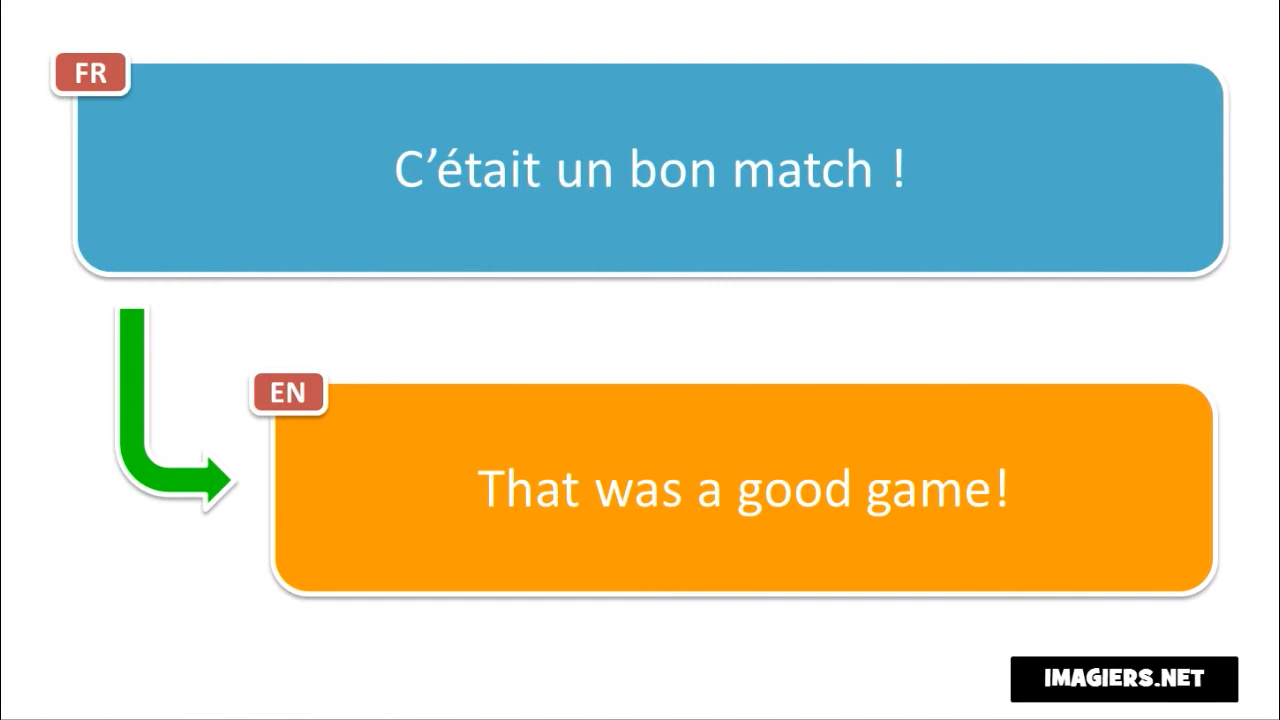 FR
C’était un bon match !
EN
That was a good game!
IMAGIERS.NET